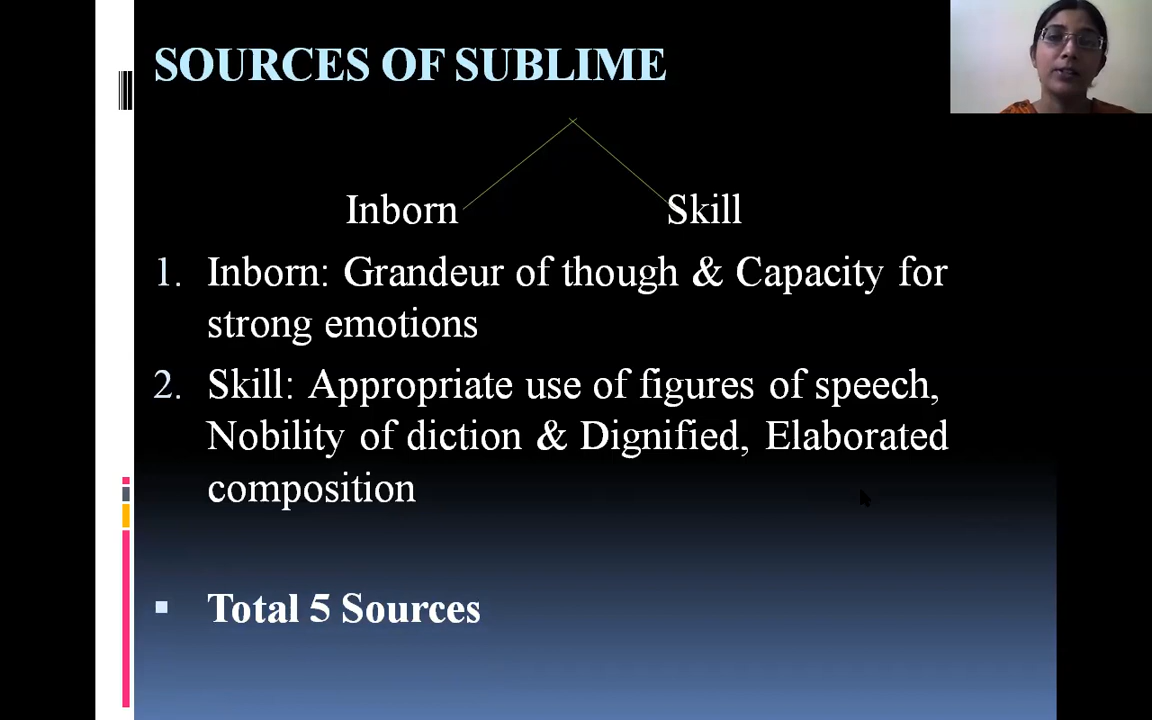 SOURCES OF SUBLIME
Inborn Skill
1. Inborn: Grandeur of though & Capacity for
strong emotions
2. Skill: Appropriate use of figures of speech,
Nobility of diction & Dignified, Elaborated
composition
▪ Total 5 Sources